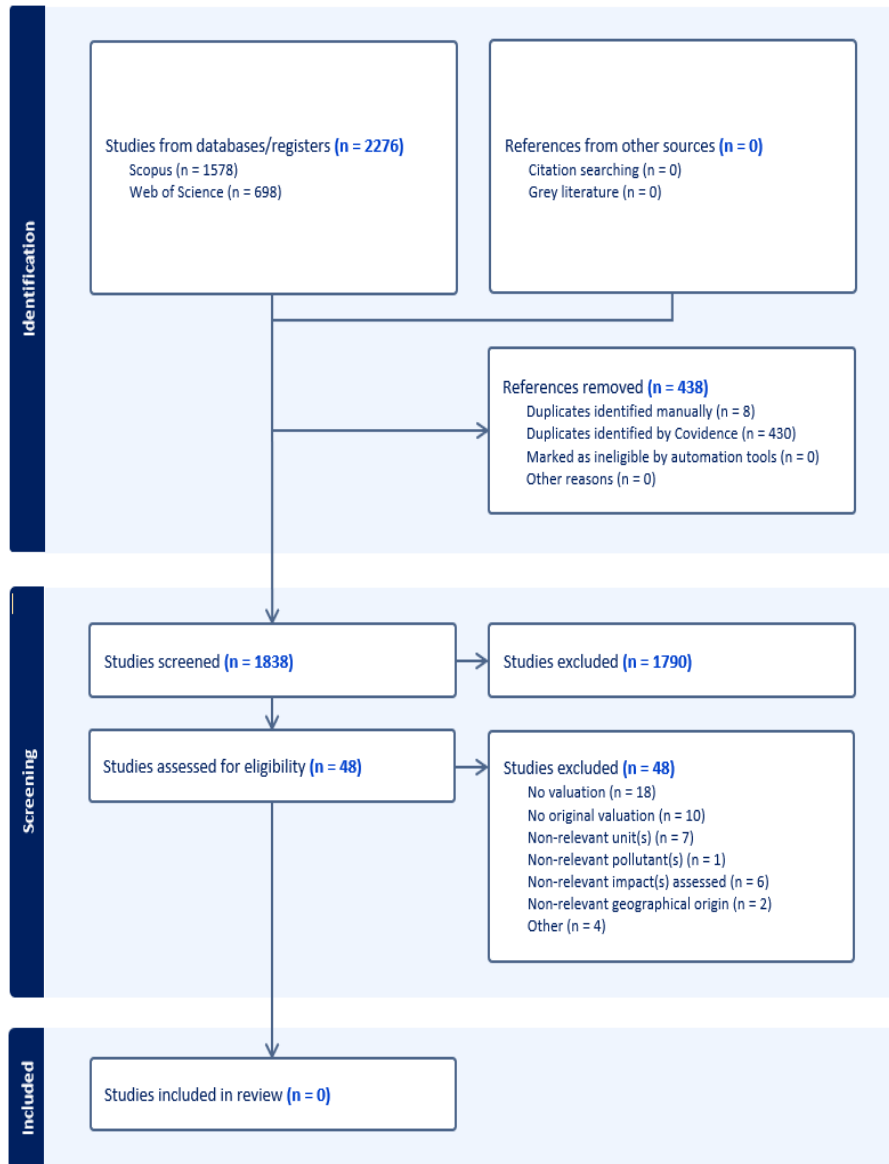 Identification
Studies from databases/registers (n = 2276)
Scopus (n = 1578)
Web of Science (n = 698)
References from other sources (n = 0)
Citation searching (n = 0)
Grey literature (n = 0)
References removed (n = 438)
Duplicates identified manually (n = 8)
Duplicates identified by Covidence (n = 430)
Marked as ineligible by automation tools (n = 0)
Other reasons (n = 0)
Screening
Studies screened (n = 1838)
Studies excluded (n = 1790)
Studies assessed for eligibility (n = 48)
Studies excluded (n = 48)
No valuation (n = 18)
No original valuation (n = 10)
Non-relevant unit(s) (n = 7)
Non-relevant pollutant(s) (n = 1)
Non-relevant impact(s) assessed (n = 6)
Non-relevant geographical origin (n = 2)
Other (n = 4)
Included
Studies included in review (n = 0)